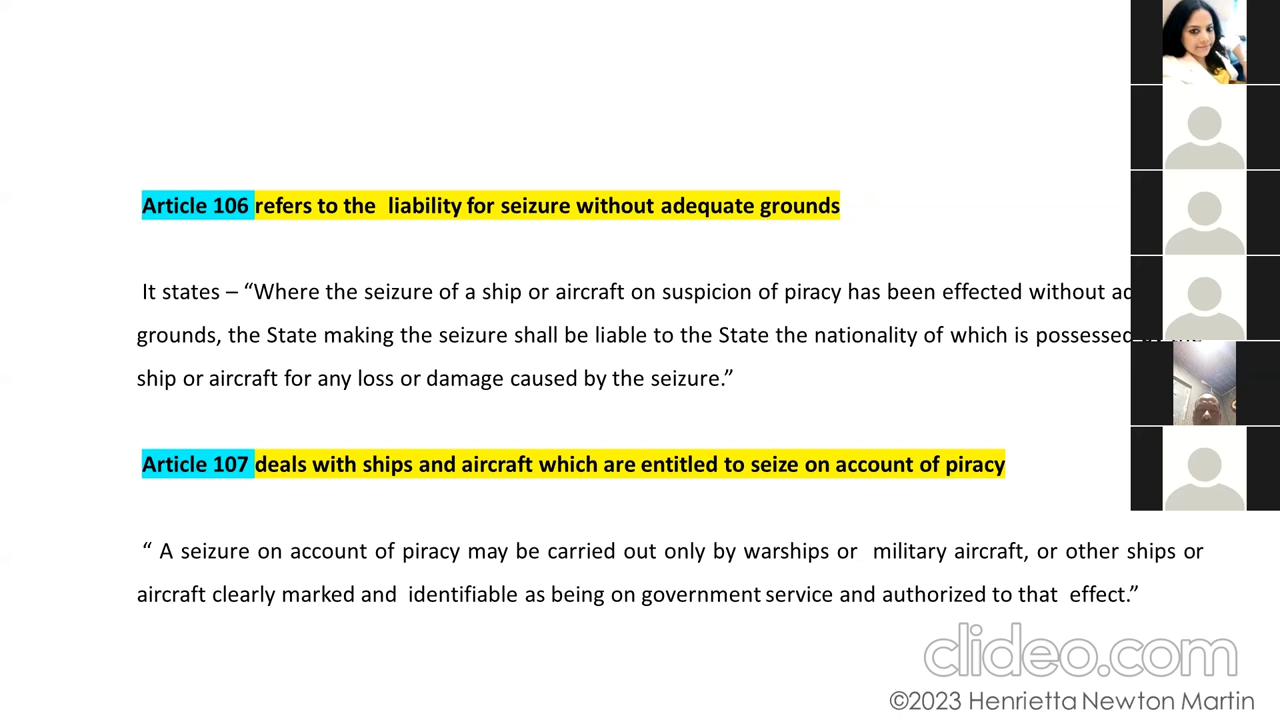 Article 106 refers to the liability for seizure without adequate grounds
It states – “Where the seizure of a ship or aircraft on suspicion of piracy has been effected without
grounds, the State making the seizure shall be liable to the State the nationality of which is possessed by the
ship or aircraft for any loss or damage caused by the seizure.”
Article 107 deals with ships and aircraft which are entitled to seize on account of piracy
“ A seizure on account of piracy may be carried out only by warships or military aircraft, or other ships or
aircraft clearly marked and identifiable as being on government service and authorized to that effect.”
clideo.com
©2023 Henrietta Newton Martin